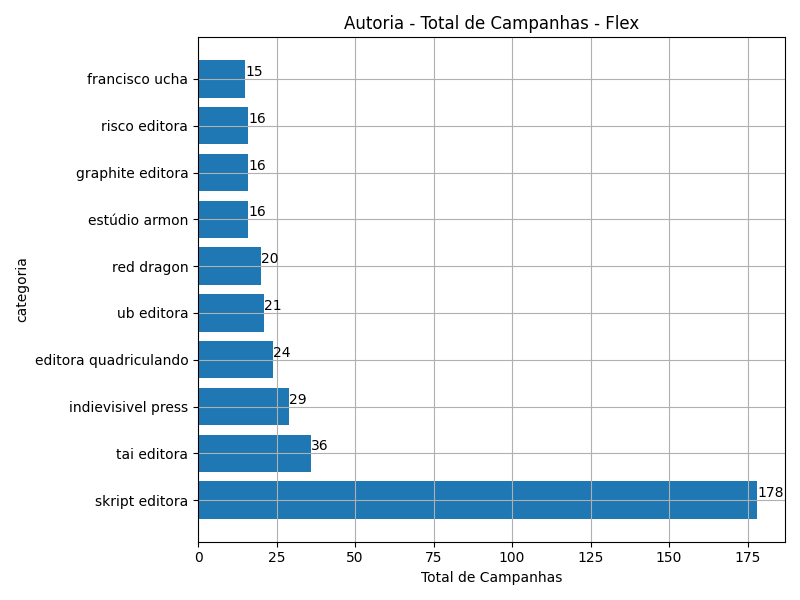 Autoria - Total de Campanhas - Flex
categoria
francisco ucha 15
risco editora 16
graphite editora 16
estúdio armon 16
red dragon 20
ub editora 21
editora quadriculando 24
indievisivel press 29
tai editora 36
skript editora 178
0 25 50 75 100 125 150 175
Total de Campanhas